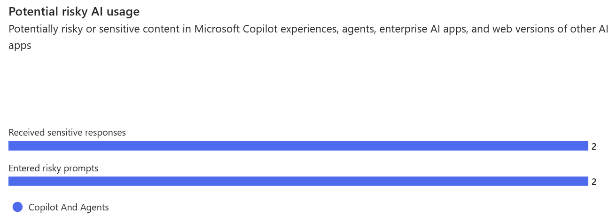 Potential risky AI usage
Potentially risky or sensitive content in Microsoft Copilot experiences, agents, enterprise AI apps, and web versions of other AI
apps
Received sensitive responses
2
Entered risky prompts
2
Copilot And Agents